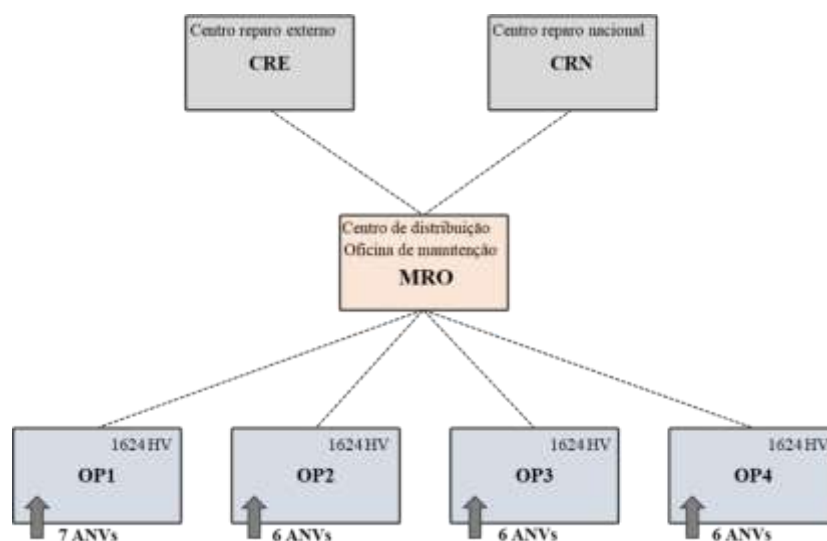 Centro reparo externo
CRE
Centro reparo nacional
CRN
Centro de distribuição
Oficina de manutenção
MRO
1624 HV
OP1
7 ANVs
1624 HV
OP2
6 ANVs
1624 HV
OP3
6 ANVs
1624 HV
OP4
6 ANVs